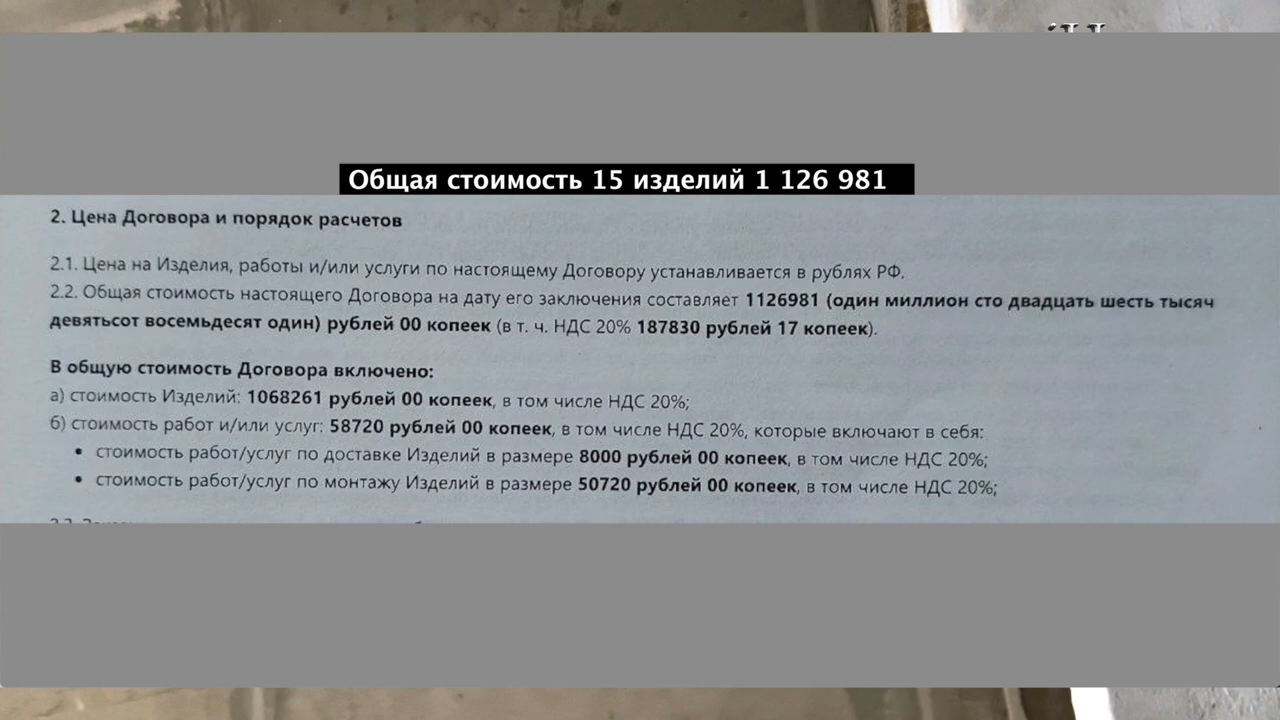 Общая стоимость 15 изделий 1 126 981
2. Цена Договора и порядок расчетов
2.1. Цена на Изделия, работы и/или услуги по настоящему Договору устанавливается в рублях РФ.
2.2. Общая стоимость настоящего Договора на дату его заключения составляет 1126981 (один миллион сто двадцать шесть тысяч
девятьсот восемьдесят один) рублей 00 копеек (в т. ч. НДС 20% 187830 рублей 17 копеек).
В общую стоимость Договора включено:
а) стоимость Изделий: 1068261 рублей 00 копеек, в том числе НДС 20%;
б) стоимость работ и/или услуг: 58720 рублей 00 копеек, в том числе НДС 20%, которые включают в себя:
• стоимость работ/услуг по доставке Изделий в размере 8000 рублей 00 копеек, в том числе НДС 20%;
• стоимость работ/услуг по монтажу Изделий в размере 50720 рублей 00 копеек, в том числе НДС 20%;